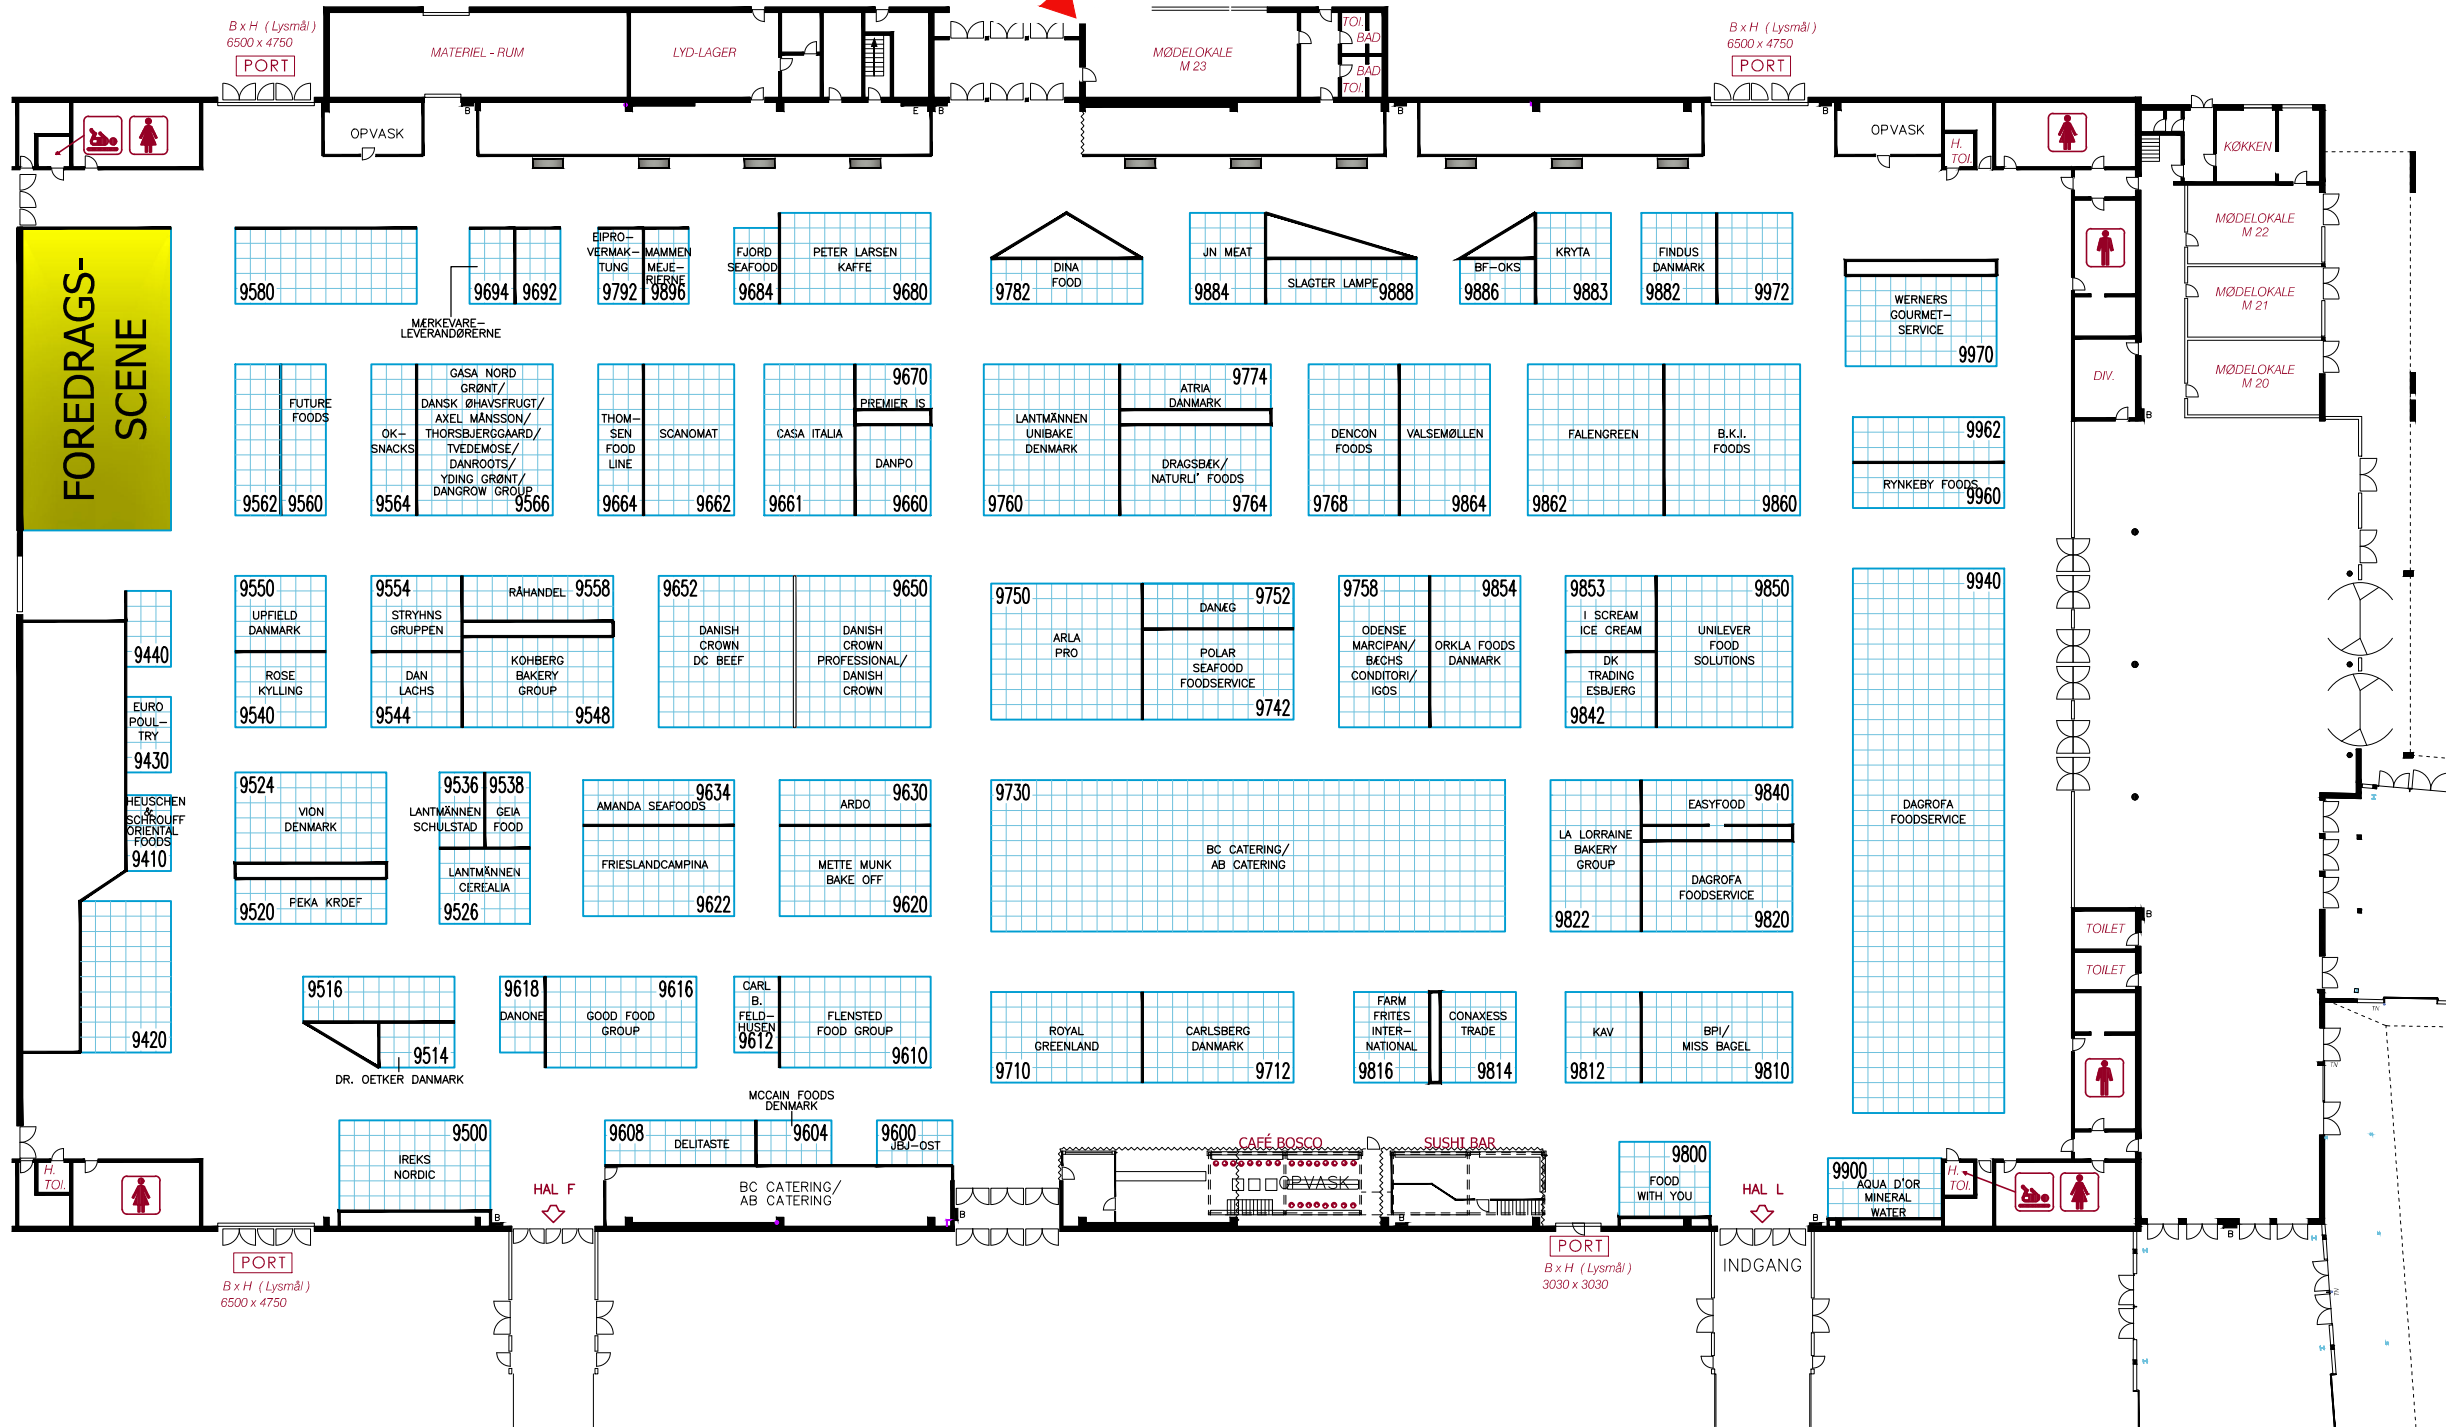 B x H ( Lysmål )
6500 x 4750
PORT
MATERIEL - RUM
LYD-LAGER
MØDELOKALE
M 23
TOI.
BAD
BAD
TOI.
B x H ( Lysmål )
6500 x 4750
PORT
OPVASK
B
E
B
B
B
OPVASK
H.
TOI.
KØKKEN
MØDELOKALE
M 22
MØDELOKALE
M 21
MØDELOKALE
M 20
DIV.
B
FOREDRAGS-
SCENE
9580
9694
9692
MÆRKEVARE-
LEVERANDØRERNE
EIPRO-
VERMAK-
TUNG
9792
MAMMEN
MEJE-
RIERNE
9896
FJORD
SEAFOOD
9684
PETER LARSEN
KAFFE
9680
DINA
FOOD
9782
JN MEAT
9884
SLAGTER LAMPE
9888
BF-OKS
9886
KRYTA
9883
FINDUS
DANMARK
9882
9972
WERNERS
GOURMET-
SERVICE
9970
FUTURE
FOODS
9562
9560
OK-
SNACKS
9564
GASA NORD
GRØNT/
DANSK ØHAVSFRUGT/
AXEL MÅNSSON/
THORSBJERGGAARD/
TVEDEMOSE/
DANROOTS/
YDING GRØNT/
DANGROW GROUP
9566
THOM-
SEN
FOOD
LINE
9664
SCANOMAT
9662
CASA ITALIA
9661
9670
PREMIER IS
DANPO
9660
LANTMÄNNEN
UNIBAKE
DENMARK
9760
9774
ATRIA
DANMARK
DRAGSBÆK/
NATURLI' FOODS
9764
DENCON
FOODS
9768
VALSEMØLLEN
9864
FALENGREEN
9862
B.K.I.
FOODS
9860
9962
RYNKEBY FOODS
9960
9440
EURO
POUL-
TRY
9430
HEUSCHEN
&
SCHROUFF
ORIENTAL
FOODS
9410
9420
9550
UPFIELD
DANMARK
ROSE
KYLLING
9540
9554
STRYHNS
GRUPPEN
DAN
LACHS
9544
RÅHANDEL
9558
KOHBERG
BAKERY
GROUP
9548
9652
DANISH
CROWN
DC BEEF
9650
DANISH
CROWN
PROFESSIONAL/
DANISH
CROWN
9750
ARLA
PRO
9752
DANÆG
POLAR
SEAFOOD
FOODSERVICE
9742
9758
ODENSE
MARCIPAN/
BÆCHS
CONDITORI/
IGOS
9854
ORKLA FOODS
DANMARK
9853
I SCREAM
ICE CREAM
DK
TRADING
ESBJERG
9842
9850
UNILEVER
FOOD
SOLUTIONS
9940
DAGROFA
FOODSERVICE
9524
VION
DENMARK
PEKA KROEF
9520
9536
LANTMÄNNEN
SCHULSTAD
9538
GEIA
FOOD
LANTMÄNNEN
CEREALIA
9526
9634
AMANDA SEAFOODS
FRIESLANDCAMPINA
9622
9630
ARDO
METTE MUNK
BAKE OFF
9620
9730
BC CATERING/
AB CATERING
LA LORRAINE
BAKERY
GROUP
9822
9840
EASYFOOD
DAGROFA
FOODSERVICE
9820
B
TOILET
TOILET
9516
9514
DR. OETKER DANMARK
9618
DANONE
9616
GOOD FOOD
GROUP
CARL
B.
FELD-
HUSEN
9612
FLENSTED
FOOD GROUP
9610
ROYAL
GREENLAND
9710
CARLSBERG
DANMARK
9712
FARM
FRITES
INTER-
NATIONAL
9816
CONAXESS
TRADE
9814
KAV
9812
BPI/
MISS BAGEL
9810
H.
TOI.
9500
IREKS
NORDIC
HAL F
9608
DELITASTE
MCCAIN FOODS
DENMARK
9604
9600
JBJ-OST
BC CATERING/
AB CATERING
CAFÉ BOSCO
OPVASK
SUSHI BAR
9800
FOOD
WITH YOU
HAL L
9900
AQUA D'OR
MINERAL
WATER
H.
TOI.
B
B
B
B
B
PORT
B x H ( Lysmål )
6500 x 4750
PORT
B x H ( Lysmål )
3030 x 3030
INDGANG